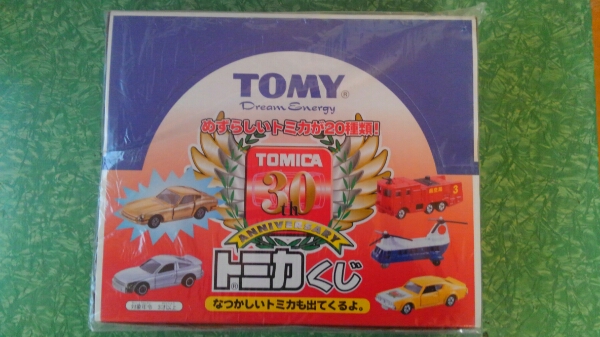 TOMY®
Dream Energy
めずらしいトミカが20種類!
TOMICA
30th
ANNIVERSARY
3
トミカくじ
®
なつかしいトミカも出てくるよ。